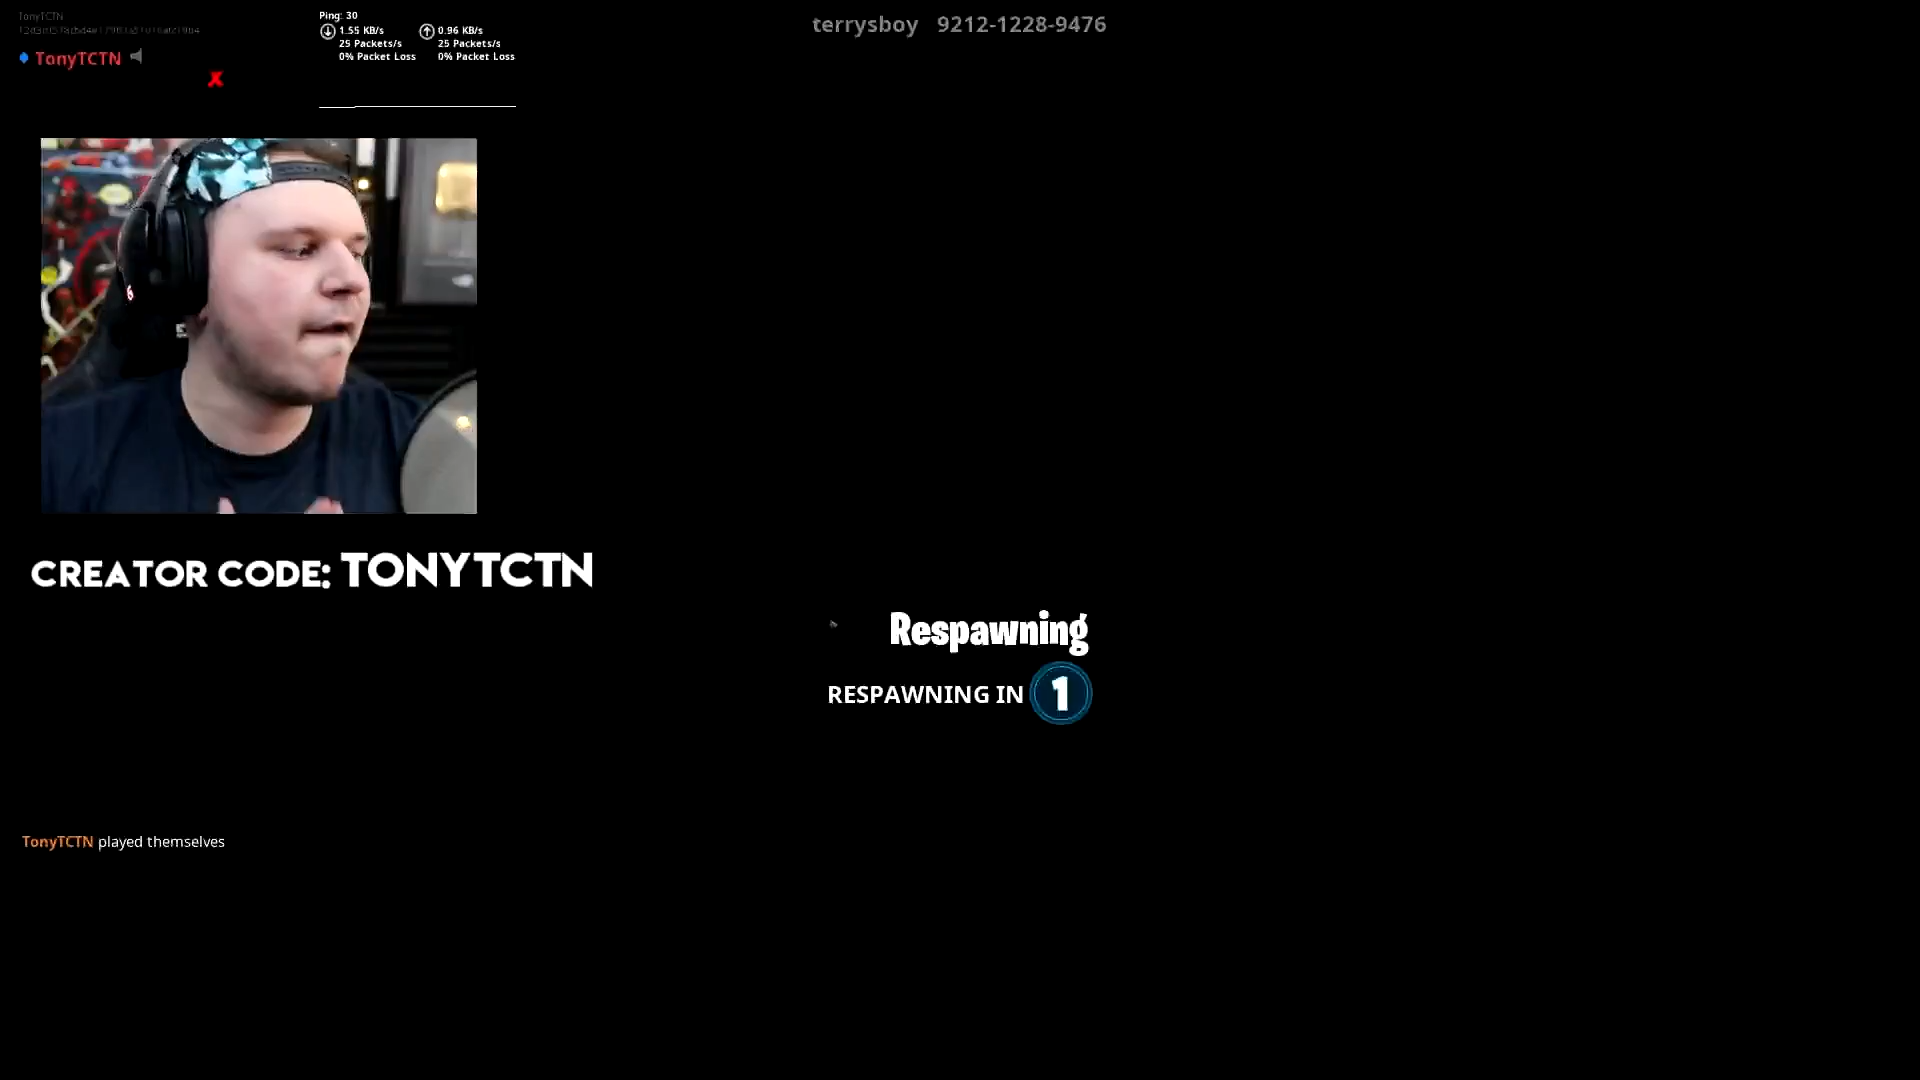 TonyTCTN
TonyTCTN
Ping: 30
1.55 KB/s 0.96 KB/s
25 Packets/s 25 Packets/s
0% Packet Loss 0% Packet Loss
terrysboy 9212-1228-9476
CREATOR CODE: TONYTCTN
Respawning
RESPAWNING IN 1
TonyTCTN played themselves